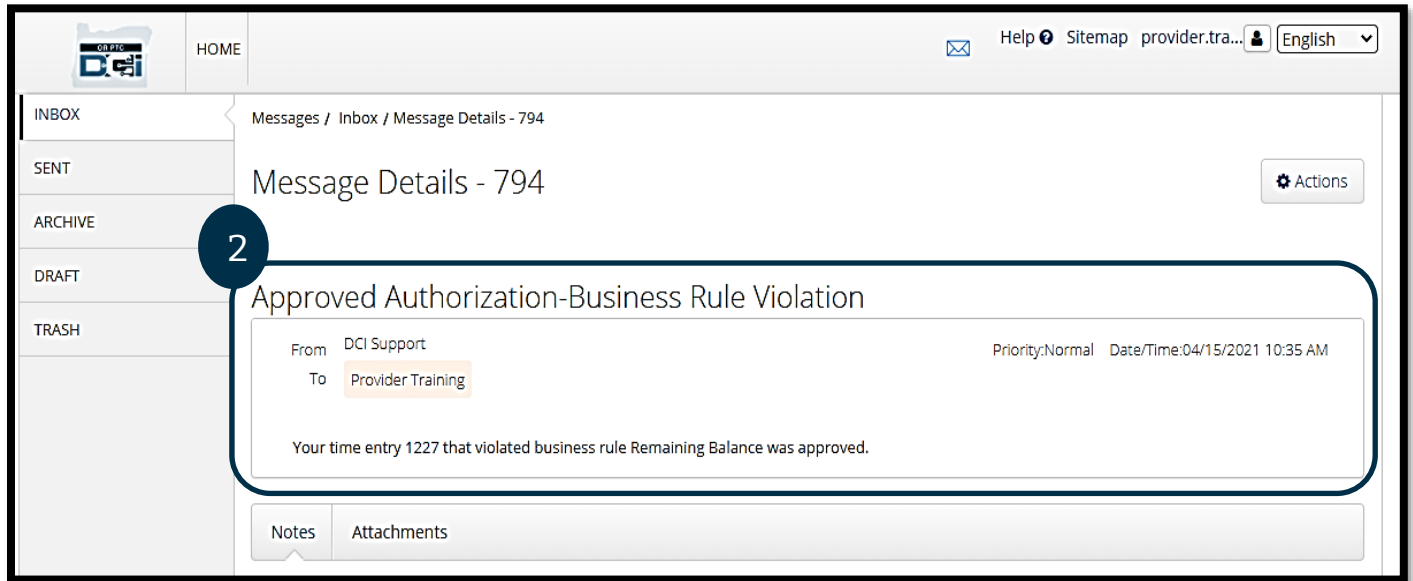 OR PTC
DCi
HOME
Help Sitemap provider.tra... English
INBOX
SENT
ARCHIVE
DRAFT
TRASH
Messages / Inbox / Message Details - 794
Message Details - 794
Actions
2
Approved Authorization-Business Rule Violation
From DCI Support
Priority:Normal Date/Time:04/15/2021 10:35 AM
To Provider Training
Your time entry 1227 that violated business rule Remaining Balance was approved.
Notes Attachments